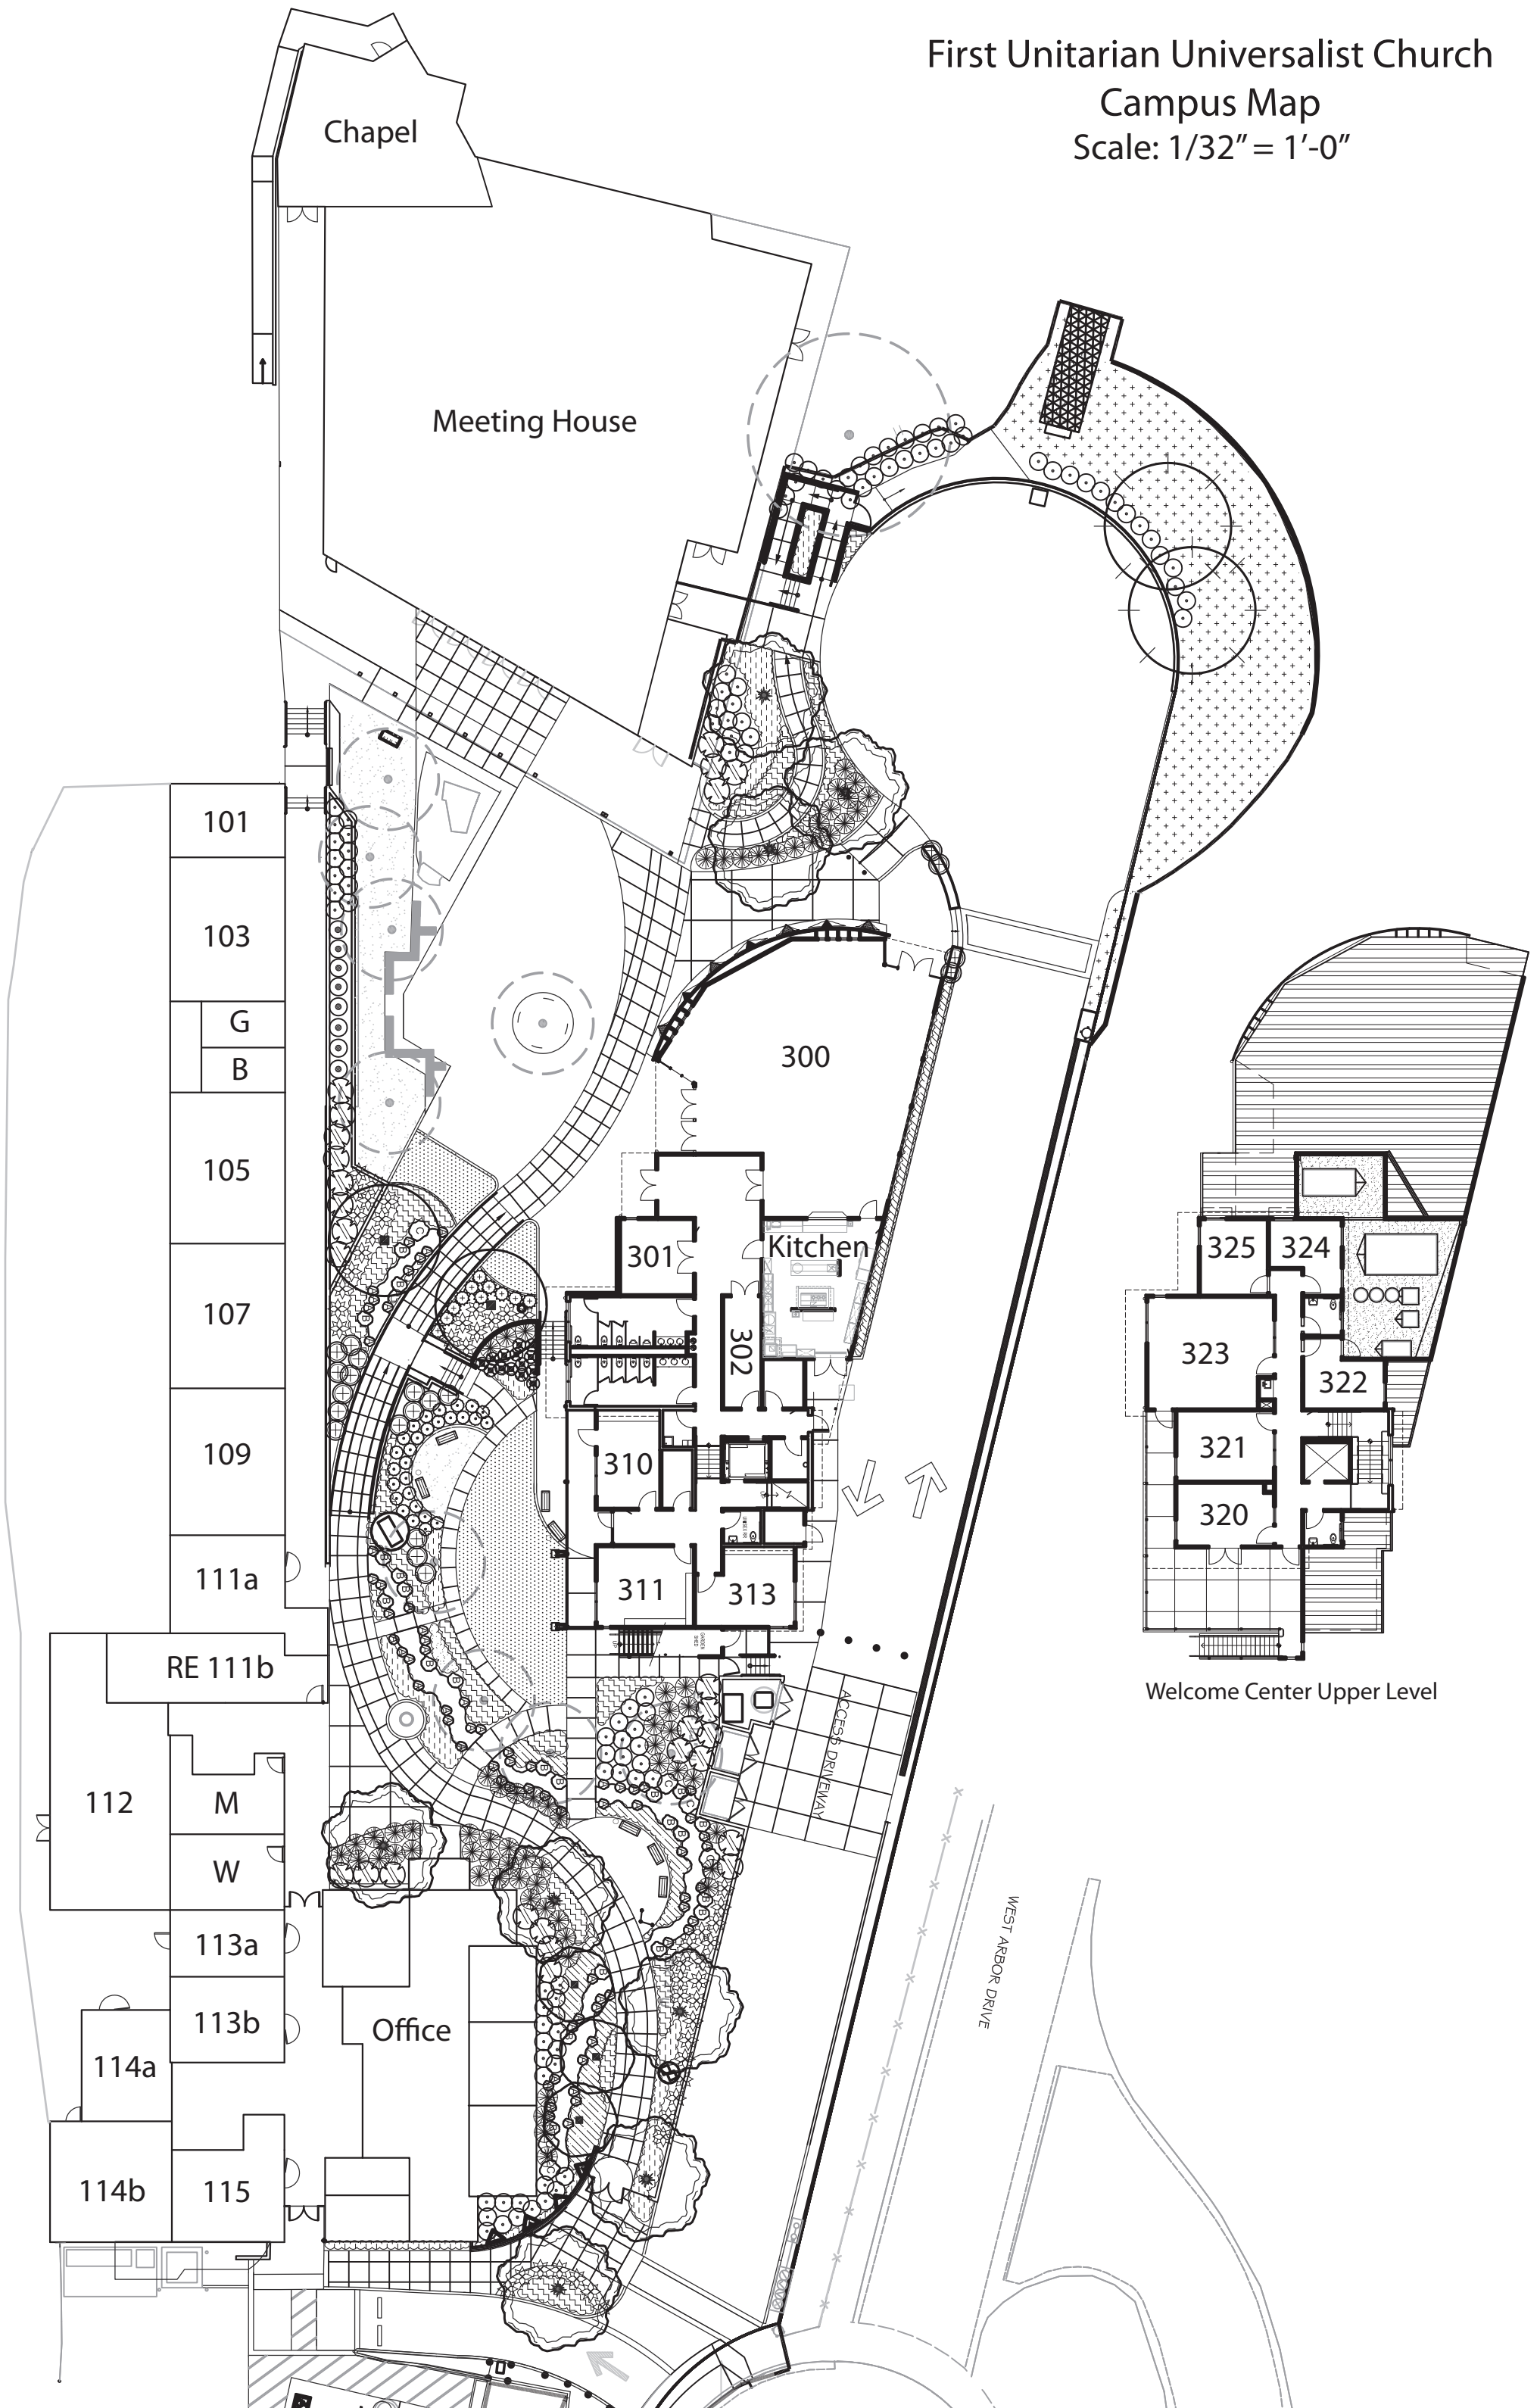 First Unitarian Universalist Church
Campus Map
Scale: 1/32” = 1’-0”
Chapel
Meeting House
101
103
G
B
105
107
109
111a
RE 111b
112
M
W
113a
113b
114a
114b
115
Office
300
301
Kitchen
302
310
311
313
GARDEN
SHED
ACCESS DRIVEWAY
WEST ARBOR DRIVE
325
324
323
322
321
320
Welcome Center Upper Level